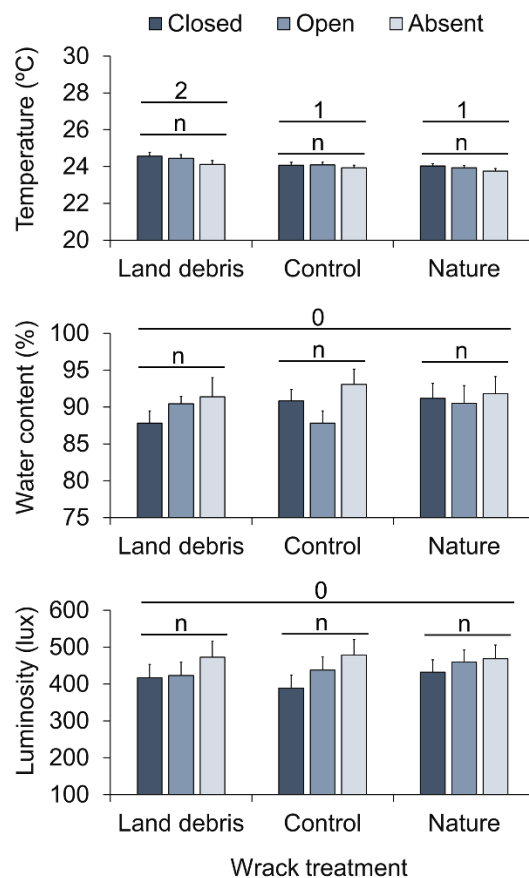 Closed Open Absent
Temperature (ºC)
30
28
26
24
22
20
2
1
1
n
n
n
Land debris Control Nature
Water content (%)
100
95
90
85
80
75
0
n
n
n
Land debris Control Nature
Luminosity (lux)
600
500
400
300
200
100
0
n
n
n
Land debris Control Nature
Wrack treatment